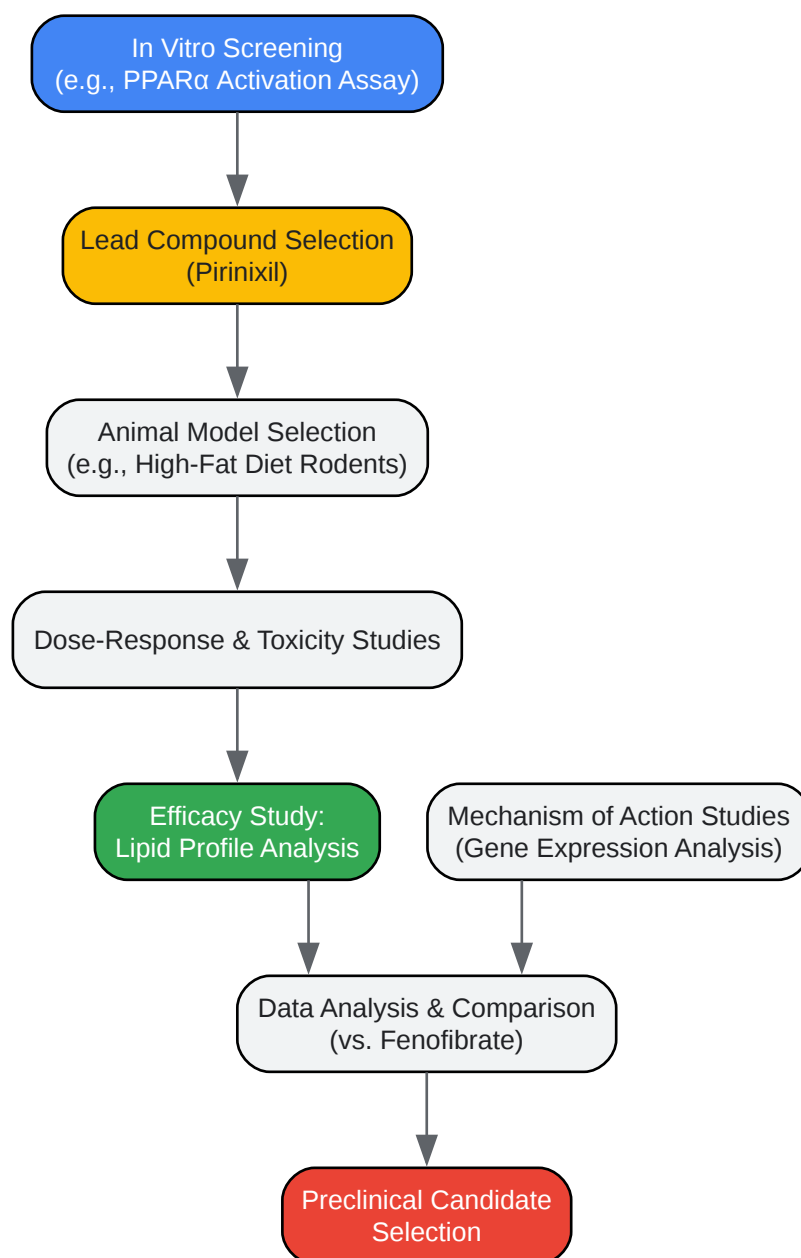 In Vitro Screening
(e.g., PPARα Activation Assay)
Lead Compound Selection
(Pirinixil)
Animal Model Selection
(e.g., High-Fat Diet Rodents)
Dose-Response & Toxicity Studies
Efficacy Study:
Lipid Profile Analysis
Mechanism of Action Studies
(Gene Expression Analysis)
Data Analysis & Comparison
(vs. Fenofibrate)
Preclinical Candidate
Selection